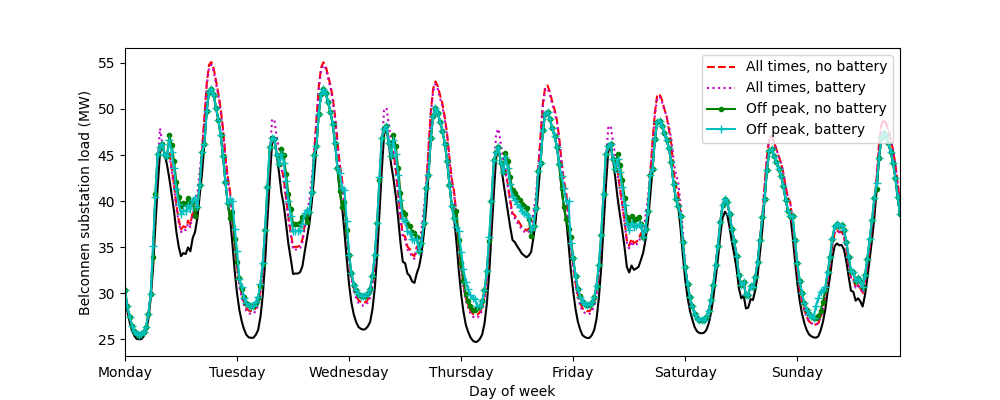 55
50
45
40
35
30
25
Belconnen substation load (MW)
All times, no battery
All times, battery
Off peak, no battery
Off peak, battery
Monday
Tuesday
Wednesday
Thursday
Friday
Saturday
Sunday
Day of week